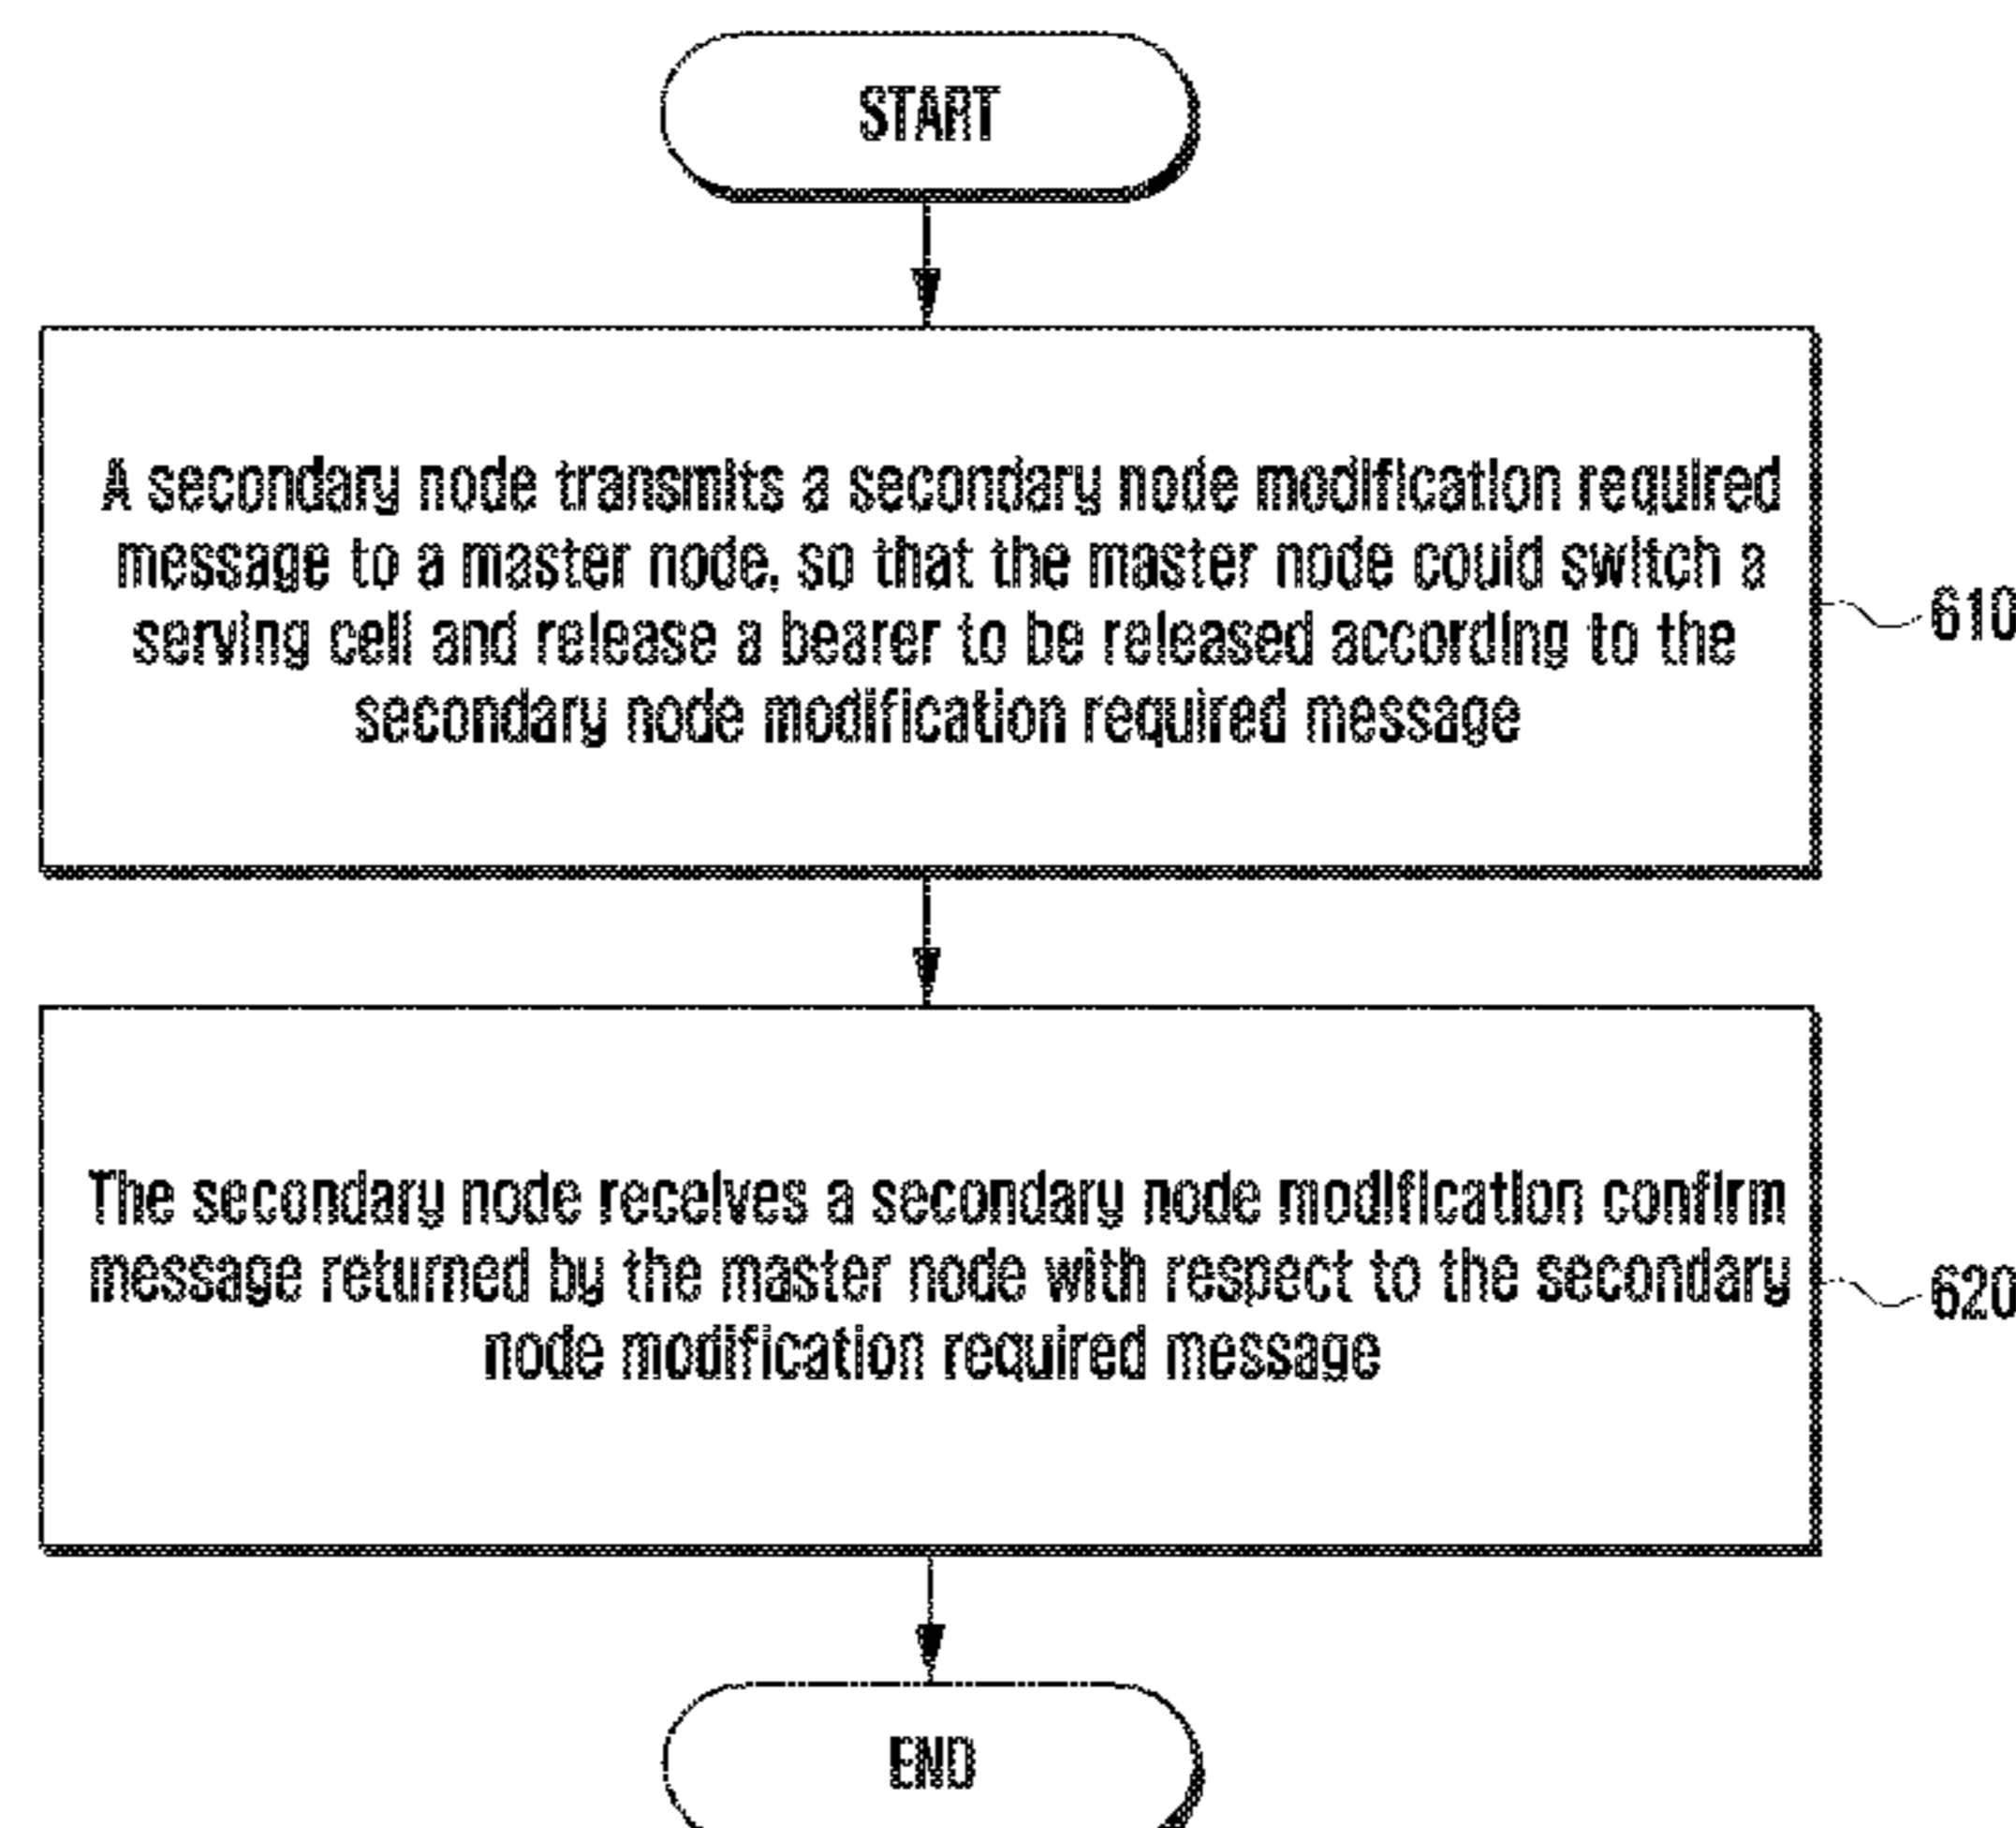 START
A secondary node transmits a secondary node modification required
message to a master node, so that the master node could switch a
serving cell and release a bearer to be released according to the
secondary node modification required message
610
The secondary node receives a secondary node modification confirm
message returned by the master node with respect to the secondary
node modification required message
620
END